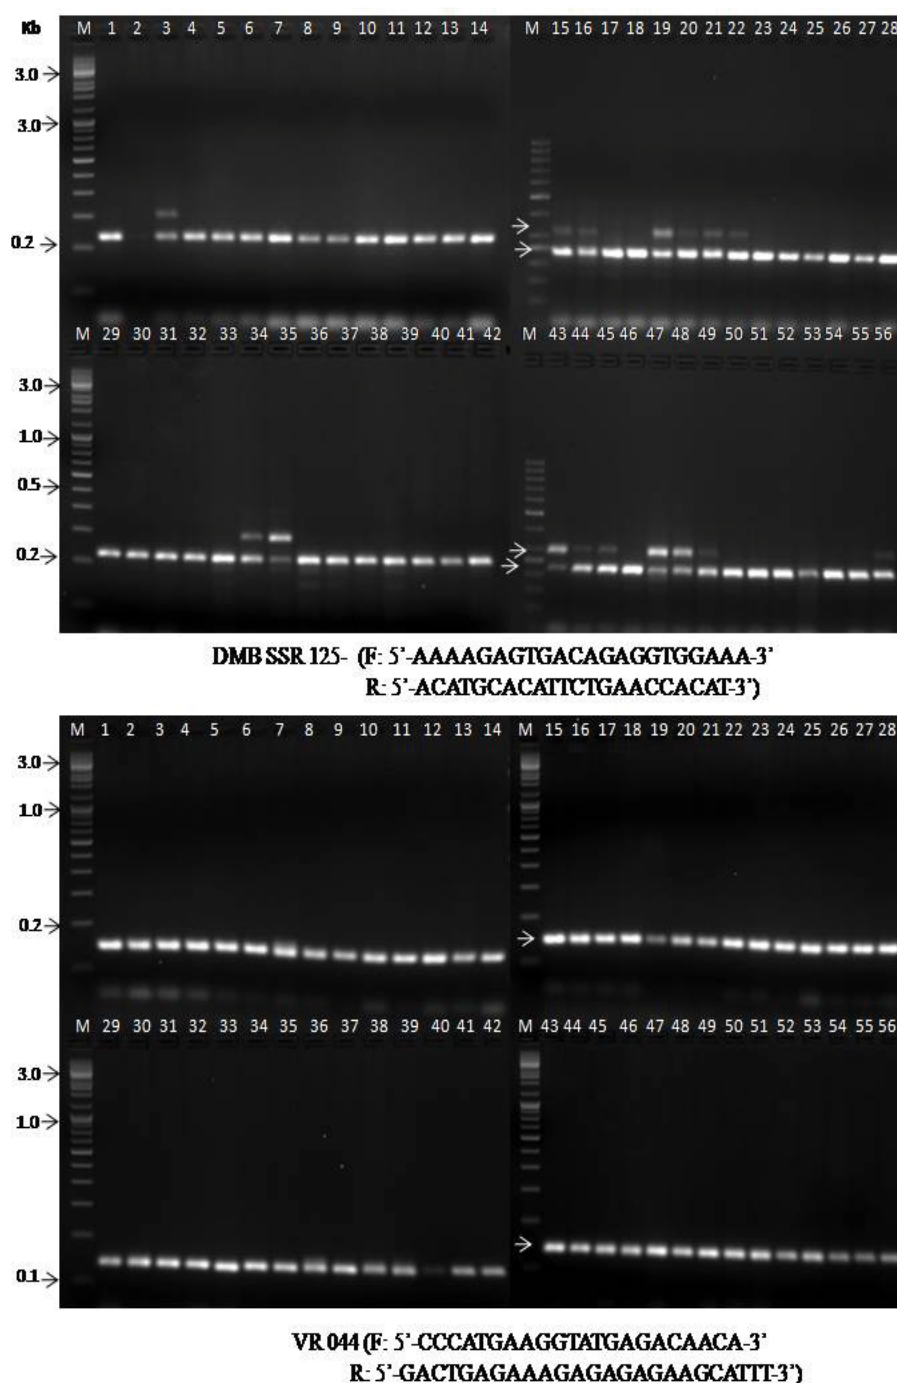 Kb M 1 2 3 4 5 6 7 8 9 10 11 12 13 14 M 15 16 17 18 19 20 21 22 23 24 25 26 27 28
3.0
3.0
0.2
M 29 30 31 32 33 34 35 36 37 38 39 40 41 42 M 43 44 45 46 47 48 49 50 51 52 53 54 55 56
3.0
1.0
0.5
0.2
DMB SSR 125- (F: 5’-AAAAGAGTGACAGAGGTGGAAA-3’
R: 5’-ACATGCACATTCTGAACCACAT-3’)
M 1 2 3 4 5 6 7 8 9 10 11 12 13 14 M 15 16 17 18 19 20 21 22 23 24 25 26 27 28
3.0
1.0
0.2
M 29 30 31 32 33 34 35 36 37 38 39 40 41 42 M 43 44 45 46 47 48 49 50 51 52 53 54 55 56
3.0
1.0
0.1
VR 044 (F: 5’-CCCATGAAGGTATGAGACAACA-3’
R: 5’-GACTGAGAAAGAGAGAGAAGCATTT-3’)